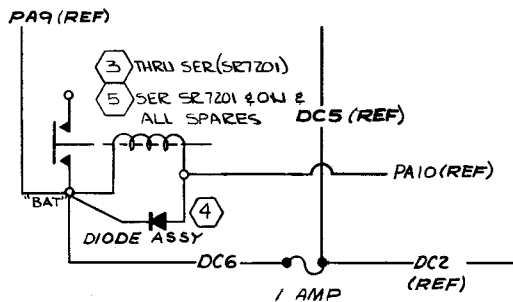 PA9 (REF)
3 THRU SER (SR7201)
5 SER SR7201 & ON &
ALL SPARES
DC5 (REF)
PA10 (REF)
"BAT"
4
DIODE ASSY
DC6
DC2
(REF)
1 AMP